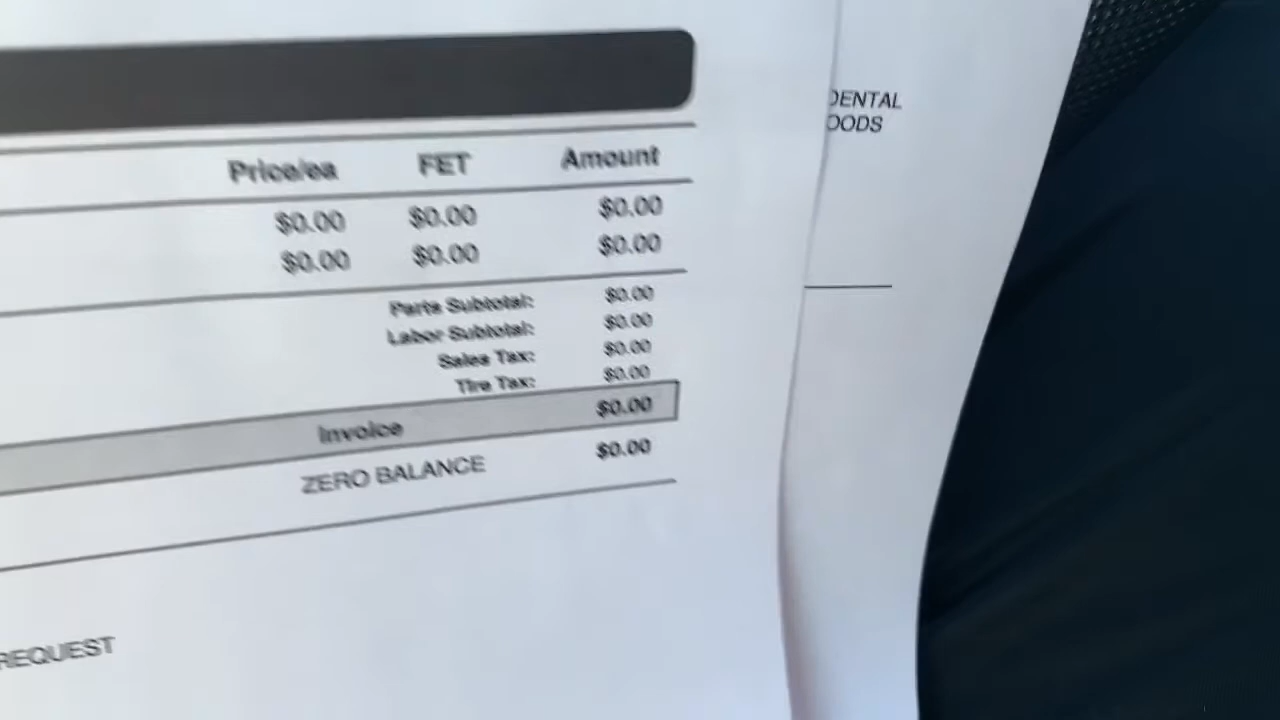 Price/ea FET Amount
$0.00 $0.00 $0.00
$0.00 $0.00 $0.00
Parts Subtotal: $0.00
Labor Subtotal: $0.00
Sales Tax: $0.00
Tire Tax: $0.00
Invoice $0.00
ZERO BALANCE $0.00
REQUEST
DENTAL
OODS